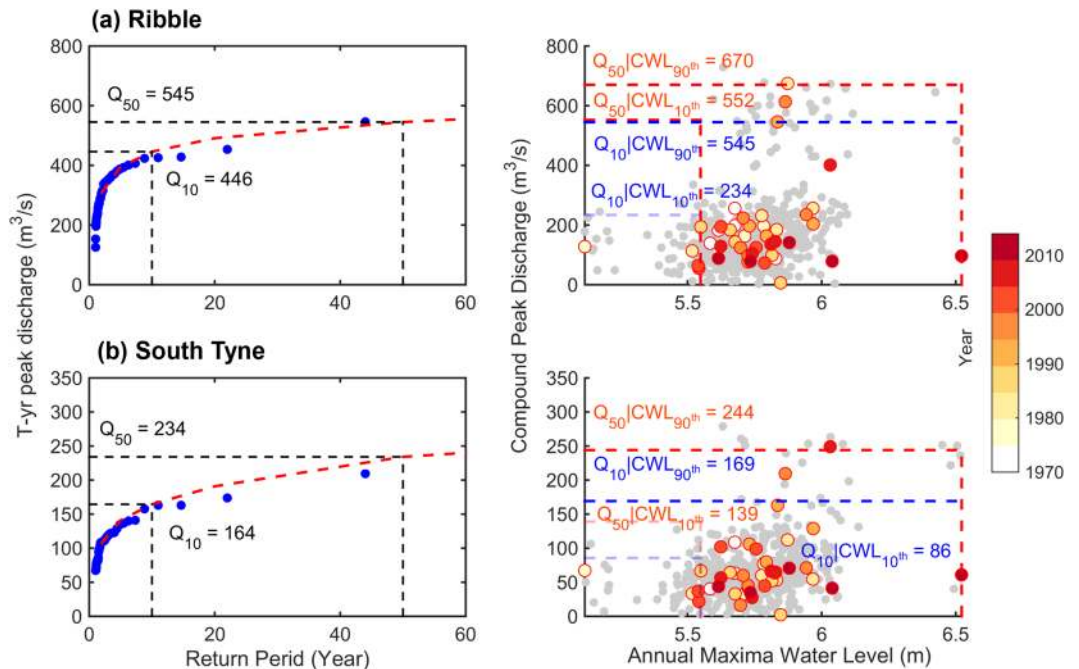 (a) Ribble
T-yr peak discharge (m³/s)
800
600
400
200
0
Q₅₀ = 545
Q₁₀ = 446
0
20
40
60
Compound Peak Discharge (m³/s)
800
600
400
200
0
Q₅₀|CWL₉₀ᵗʰ = 670
Q₅₀|CWL₁₀ᵗʰ = 552
Q₁₀|CWL₉₀ᵗʰ = 545
Q₁₀|CWL₁₀ᵗʰ = 234
5.5
6
6.5
(b) South Tyne
350
300
250
200
150
100
50
0
Q₅₀ = 234
Q₁₀ = 164
0
20
40
60
Return Perid (Year)
350
300
250
200
150
100
50
0
Q₅₀|CWL₉₀ᵗʰ = 244
Q₁₀|CWL₉₀ᵗʰ = 169
Q₅₀|CWL₁₀ᵗʰ = 139
Q₁₀|CWL₁₀ᵗʰ = 86
5.5
6
6.5
Annual Maxima Water Level (m)
Year
2010
2000
1990
1980
1970